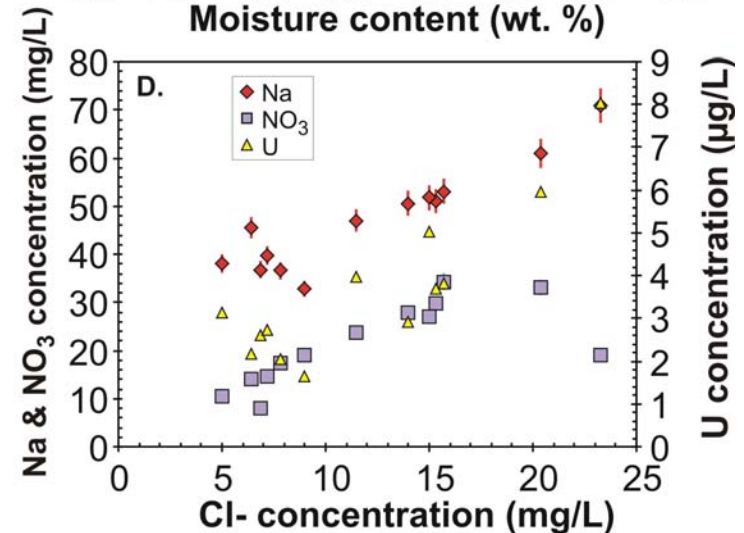 Moisture content (wt. %)
D.
Na
NO₃
U
Na & NO₃ concentration (mg/L)
80
70
60
50
40
30
20
10
0
9
8
7
6
5
4
3
2
1
0
U concentration (µg/L)
0 5 10 15 20 25
Cl- concentration (mg/L)